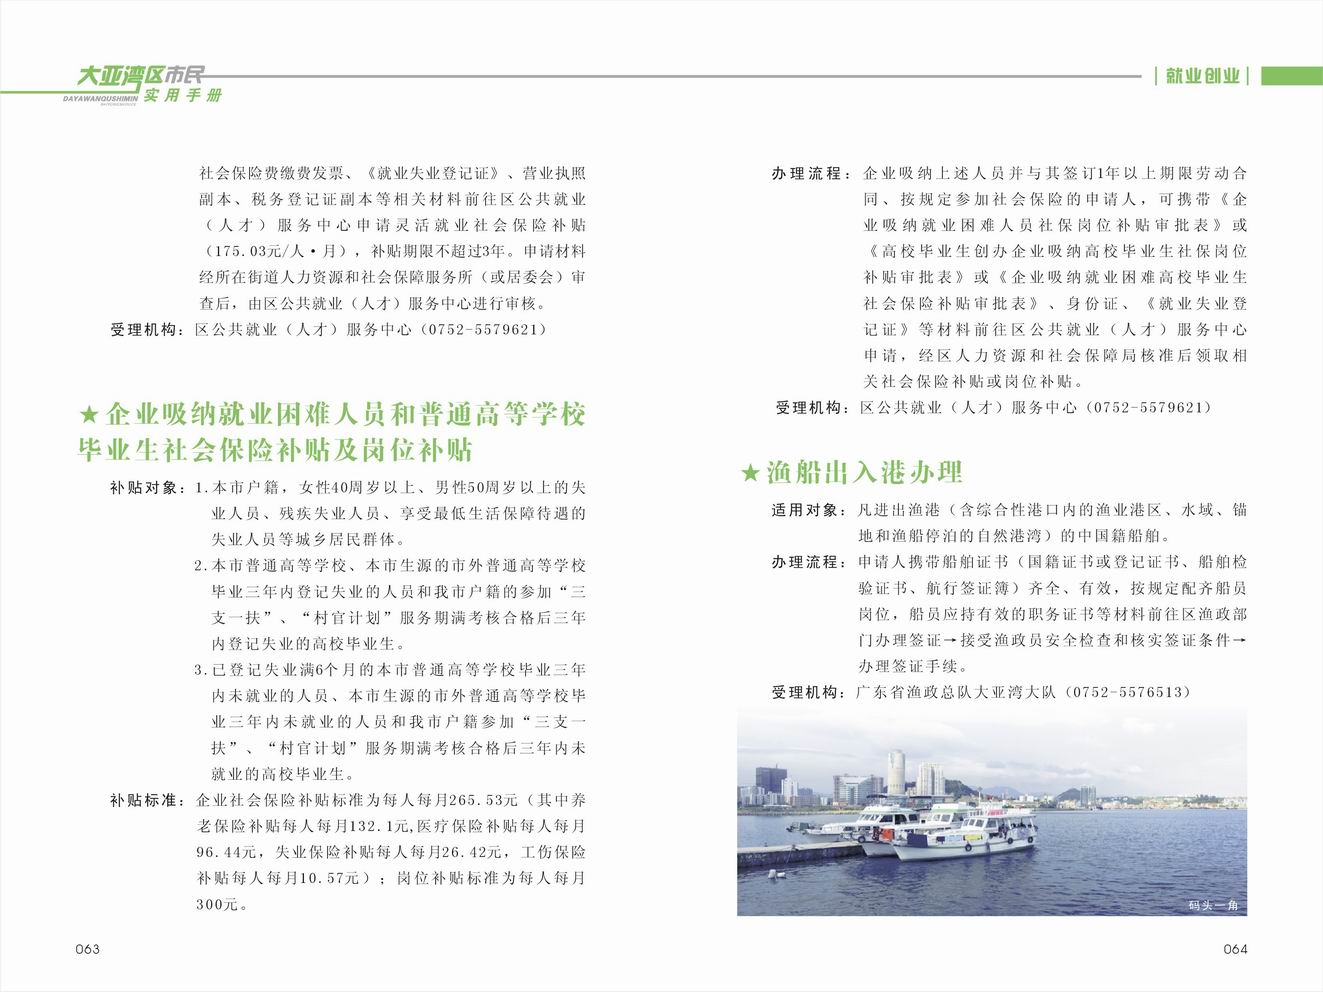 大亚湾区市民
DAYAWANQUSHIMIN
实用手册
就业创业
社会保险费缴费发票、《就业失业登记证》、营业执照
副本、税务登记证副本等相关材料前往区公共就业
（人才）服务中心申请灵活就业社会保险补贴
（175.03元/人·月），补贴期限不超过3年。申请材料
经所在街道人力资源和社会保障服务所（或居委会）审
查后，由区公共就业（人才）服务中心进行审核。
受理机构：区公共就业（人才）服务中心（0752-5579621）
★企业吸纳就业困难人员和普通高等学校
毕业生社会保险补贴及岗位补贴
补贴对象：1.本市户籍，女性40周岁以上、男性50周岁以上的失
业人员、残疾失业人员、享受最低生活保障待遇的
失业人员等城乡居民群体。
2.本市普通高等学校、本市生源的市外普通高等学校
毕业三年内登记失业的人员和我市户籍的参加“三
支一扶”、“村官计划”服务期满考核合格后三年
内登记失业的高校毕业生。
3.已登记失业满6个月的本市普通高等学校毕业三年
内未就业的人员、本市生源的市外普通高等学校毕
业三年内未就业的人员和我市户籍参加“三支一
扶”、“村官计划”服务期满考核合格后三年内未
就业的高校毕业生。
补贴标准：企业社会保险补贴标准为每人每月265.53元（其中养
老保险补贴每人每月132.1元,医疗保险补贴每人每月
96.44元，失业保险补贴每人每月26.42元，工伤保险
补贴每人每月10.57元）；岗位补贴标准为每人每月
300元。
063
办理流程：企业吸纳上述人员并与其签订1年以上期限劳动合
同、按规定参加社会保险的申请人，可携带《企
业吸纳就业困难人员社保岗位补贴审批表》或
《高校毕业生创办企业吸纳高校毕业生社保岗位
补贴审批表》或《企业吸纳就业困难高校毕业生
社会保险补贴审批表》、身份证、《就业失业登
记证》等材料前往区公共就业（人才）服务中心
申请，经区人力资源和社会保障局核准后领取相
关社会保险补贴或岗位补贴。
受理机构：区公共就业（人才）服务中心（0752-5579621）
★渔船出入港办理
适用对象：凡进出渔港（含综合性港口内的渔业港区、水域、锚
地和渔船停泊的自然港湾）的中国籍船舶。
办理流程：申请人携带船舶证书（国籍证书或登记证书、船舶检
验证书、航行签证簿）齐全、有效，按规定配齐船员
岗位，船员应持有效的职务证书等材料前往区渔政部
门办理签证→接受渔政员安全检查和核实签证条件→
办理签证手续。
受理机构：广东省渔政总队大亚湾大队（0752-5576513）
码头一角
064